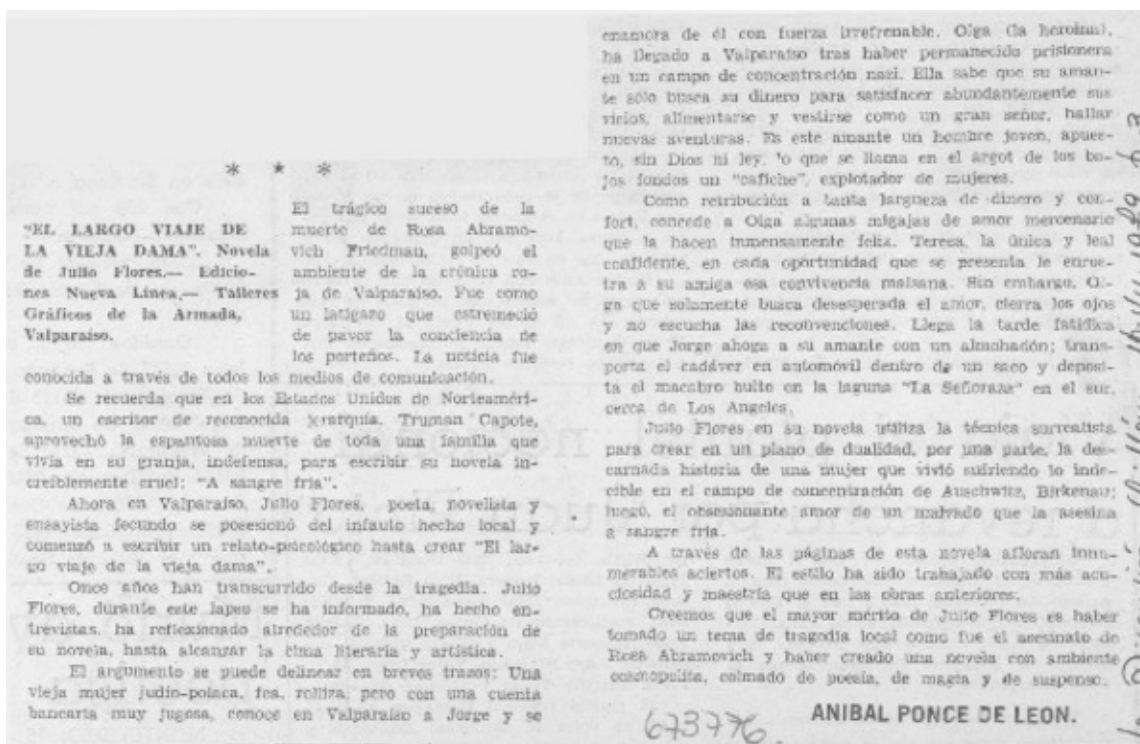 * * *
"EL LARGO VIAJE DE
LA VIEJA DAMA". Novela
de Julio Flores.— Edicio-
nes Nueva Línea.— Talleres
Gráficos de la Armada,
Valparaíso.
El trágico suceso de la
muerte de Rosa Abramo-
vich Friedman, golpeó el
ambiente de la crónica ro-
ja de Valparaíso. Fue como
un latigazo que estremeció
de pavor la conciencia de
los porteños. La noticia fue
conocida a través de todos los medios de comunicación.
Se recuerda que en los Estados Unidos de Norteaméri-
ca, un escritor de reconocida jerarquía, Truman Capote,
aprovechó la espantosa muerte de toda una familia que
vivía en su granja, indefensa, para escribir su novela in-
creíblemente cruel: "A sangre fría".
Ahora en Valparaíso, Julio Flores, poeta, novelista y
ensayista fecundo se posesionó del infausto hecho local y
comenzó a escribir un relato-psicológico hasta crear "El lar-
go viaje de la vieja dama".
Once años han transcurrido desde la tragedia. Julio
Flores, durante este lapso se ha informado, ha hecho en-
trevistas, ha reflexionado alrededor de la preparación de
su novela, hasta alcanzar la cima literaria y artística.
El argumento se puede delinear en breves trazos: Una
vieja mujer judío-polaca, fea, rolliza, pero con una cuenta
bancaria muy jugosa, conoce en Valparaíso a Jorge y se
enamora de él con fuerza irrefrenable. Olga (la heroína),
ha llegado a Valparaíso tras haber permanecido prisionera
en un campo de concentración nazi. Ella sabe que su aman-
te sólo busca su dinero para satisfacer abundantemente sus
vicios, alimentarse y vestirse como un gran señor, hallar
nuevas aventuras. Es este amante un hombre joven, apues-
to, sin Dios ni ley, 'o que se llama en el argot de los ba-
jos fondos un "cafiche", explotador de mujeres.
Como retribución a tanta largueza de dinero y con-
fort, concede a Olga algunas migajas de amor mercenario
que la hacen inmensamente feliz. Teresa, la única y leal
confidente, en cada oportunidad que se presenta le enros-
tra a su amiga esa convivencia malsana. Sin embargo, Ol-
ga que solamente busca desesperada el amor, cierra los ojos
y no escucha las reconvenciones. Llega la tarde fatídica
en que Jorge ahoga a su amante con un almohadón; trans-
porta el cadáver en automóvil dentro de un saco y deposi-
ta el macabro bulto en la laguna "La Señoraza" en el sur,
cerca de Los Angeles.
Julio Flores en su novela utiliza la técnica surrealista
para crear en un plano de dualidad, por una parte, la des-
carnada historia de una mujer que vivió sufriendo lo inde-
cible en el campo de concentración de Auschwitz, Birkenau;
luego, el obsesionante amor de un malvado que la asesina
a sangre fría.
A través de las páginas de esta novela afloran innu-
merables aciertos. El estilo ha sido trabajado con más acu-
ciosidad y maestría que en las obras anteriores.
Creemos que el mayor mérito de Julio Flores es haber
tomado un tema de tragedia local como fue el asesinato de
Rosa Abramovich y haber creado una novela con ambiente
cosmopolita, colmado de poesía, de magia y de suspenso.
ANIBAL PONCE DE LEON.
673776